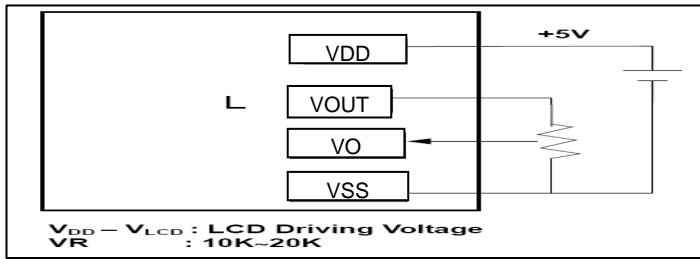 VDD
+5V
L
VOUT
VO
VSS
VDD – VLCD : LCD Driving Voltage
VR : 10K~20K